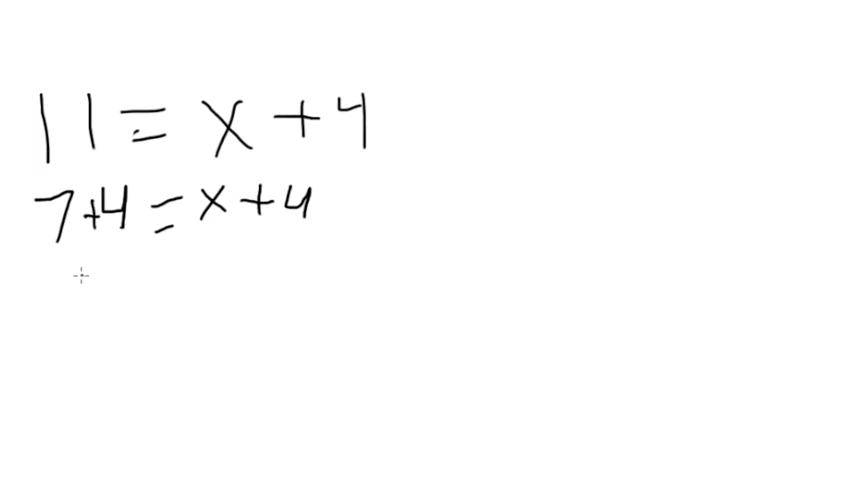 11 = x + 4
7 + 4 = x + 4